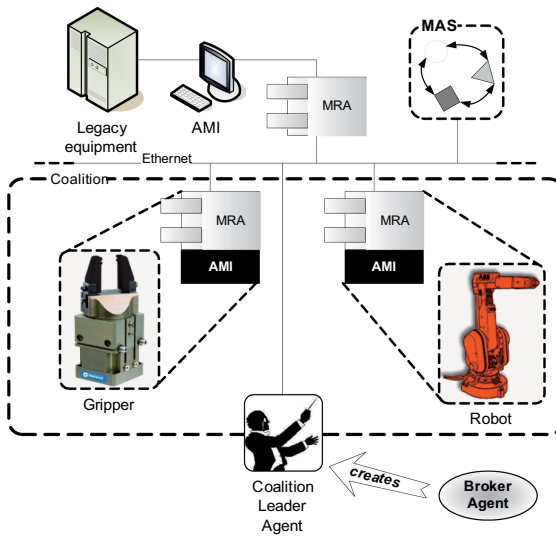 MAS
MRA
Legacy
equipment
AMI
Ethernet
Coalition
MRA
AMI
MRA
AMI
ABB
Gripper
Robot
creates
Broker
Agent
Coalition
Leader
Agent